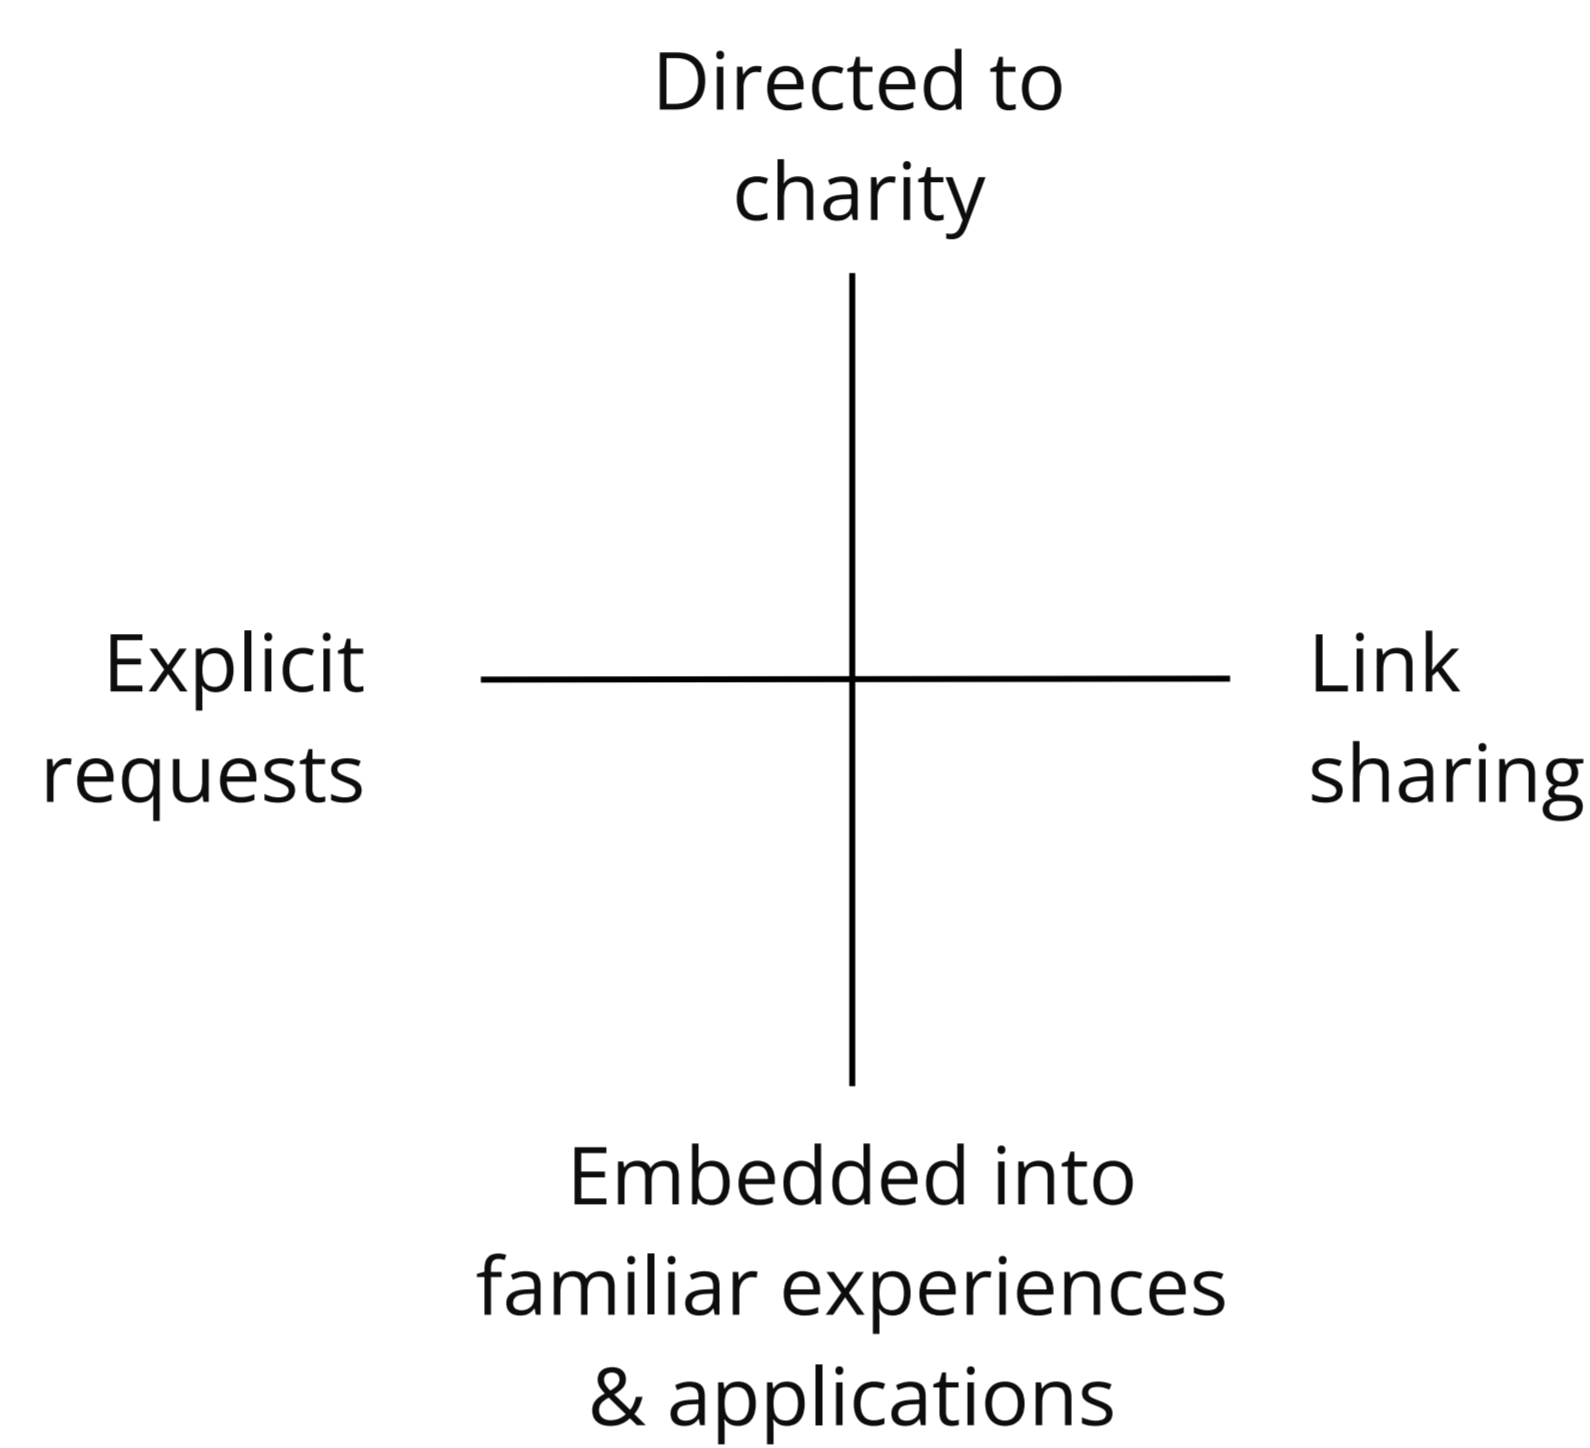 Directed to
charity
Explicit
requests
Link
sharing
Embedded into
familiar experiences
& applications